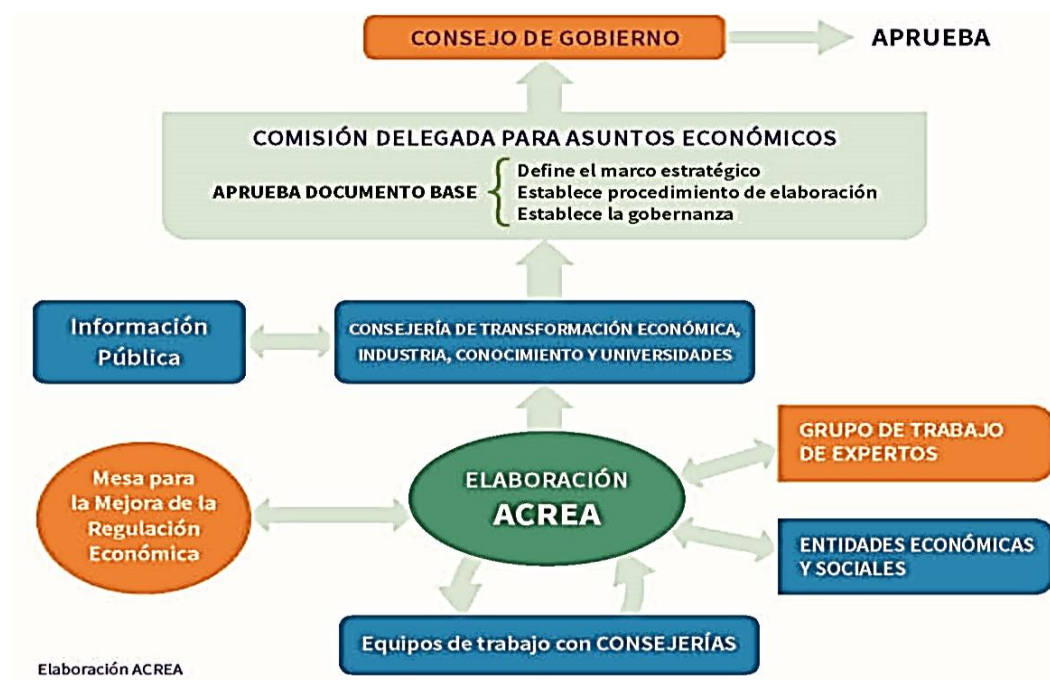 CONSEJO DE GOBIERNO
APRUEBA
COMISIÓN DELEGADA PARA ASUNTOS ECONÓMICOS
APRUEBA DOCUMENTO BASE
Define el marco estratégico
Establece procedimiento de elaboración
Establece la gobernanza
Información
Pública
CONSEJERÍA DE TRANSFORMACIÓN ECONÓMICA,
INDUSTRIA, CONOCIMIENTO Y UNIVERSIDADES
GRUPO DE TRABAJO
DE EXPERTOS
Mesa para
la Mejora de la
Regulación
Económica
ELABORACIÓN
ACREA
ENTIDADES ECONÓMICAS
Y SOCIALES
Equipos de trabajo con CONSEJERÍAS
Elaboración ACREA